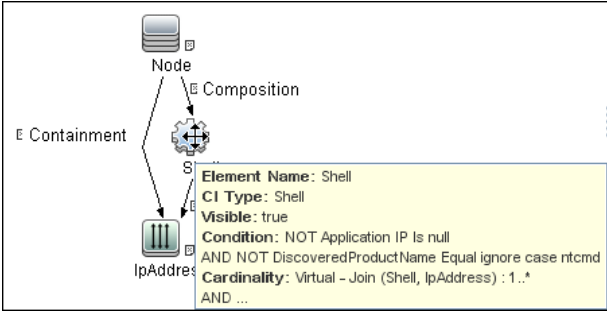 Node
Composition
Containment
Element Name: Shell
CI Type: Shell
Visible: true
Condition: NOT Application IP Is null
AND NOT DiscoveredProductName Equal ignore case ntcmd
Cardinality: Virtual - Join (Shell, IpAddress) : 1..*
AND ...
IpAddres